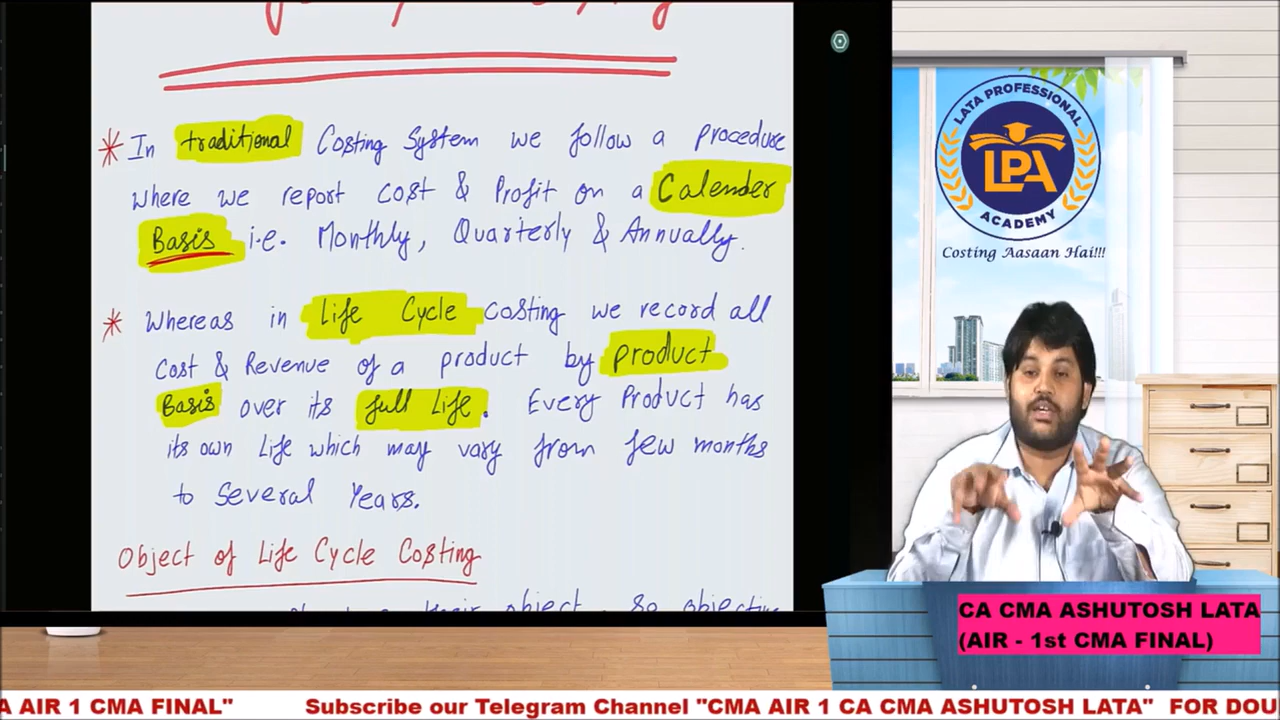 * In traditional Costing System we follow a procedure
where we report cost & Profit on a Calender
Basis i.e. Monthly, Quarterly & Annually.
* Whereas in Life Cycle Costing we record all
Cost & Revenue of a product by product
Basis over its full Life. Every Product has
its own Life which may vary from few months
to Several Years.
Object of Life Cycle Costing
LATA PROFESSIONAL
LPA
ACADEMY
Costing Aasaan Hai!!!
CA CMA ASHUTOSH LATA
(AIR - 1st CMA FINAL)
A AIR 1 CMA FINAL" Subscribe our Telegram Channel "CMA AIR 1 CA CMA ASHUTOSH LATA" FOR DOU